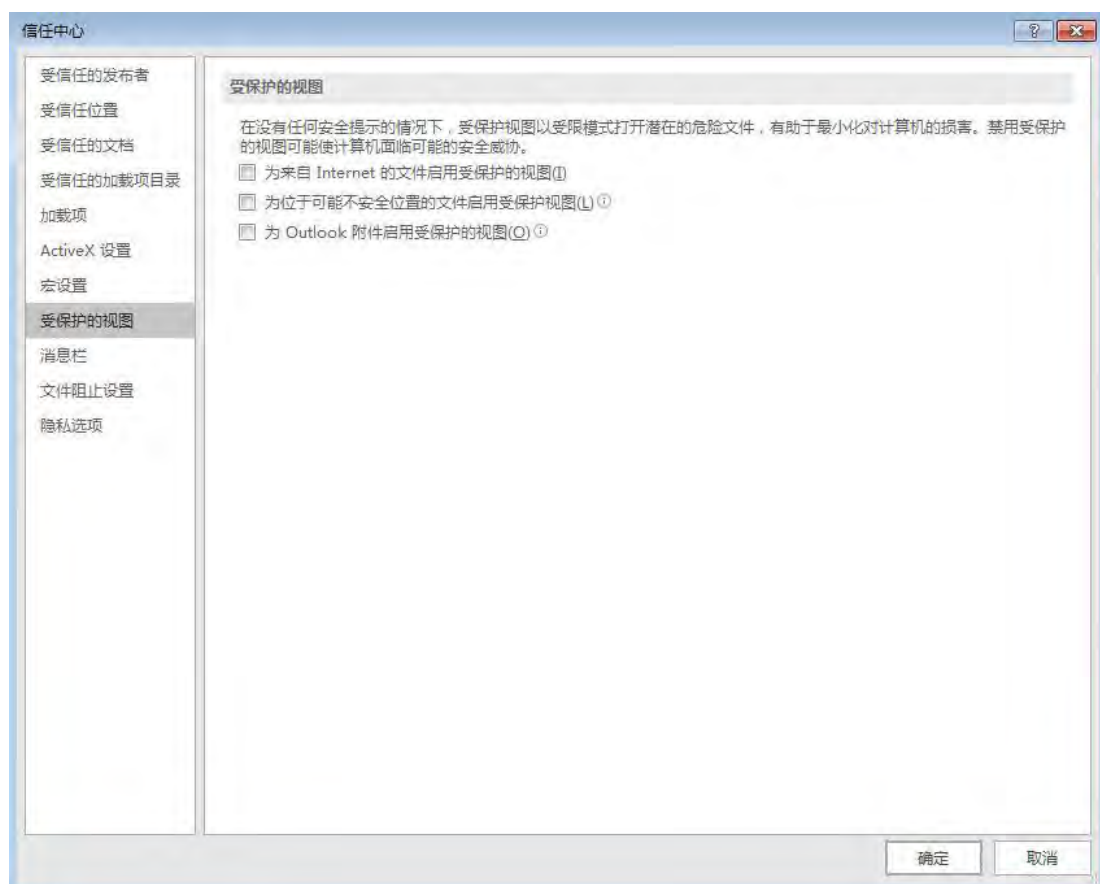 信任中心
受信任的发布者
受信任位置
受信任的文档
受信任的加载项目录
加载项
ActiveX 设置
宏设置
受保护的视图
消息栏
文件阻止设置
隐私选项
受保护的视图
在没有任何安全提示的情况下，受保护视图以受限模式打开潜在的危险文件，有助于最小化对计算机的损害。禁用受保护
的视图可能使计算机面临可能的安全威胁。
为来自 Internet 的文件启用受保护的视图(I)
为位于可能不安全位置的文件启用受保护视图(L)
为 Outlook 附件启用受保护的视图(O)
确定
取消